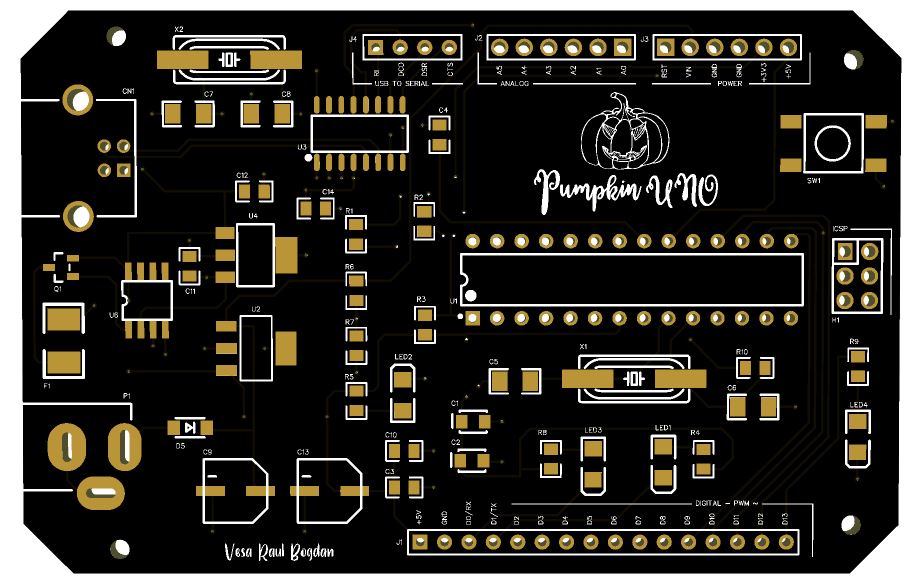 X2
J4
RI
DCD
DSR
CTS
USB TO SERIAL
J2
A5
A4
A3
A2
A1
A0
ANALOG
J3
RST
VIN
GND
GND
+3V3
+5V
POWER
CN1
C7
C8
U3
C4
Pumpkin UNO
SW1
C12
C14
R1
R2
U4
ICSP
Q1
C11
R6
U1
U6
U2
R3
H1
R7
F1
LED2
X1
R10
R9
C5
R5
C6
P1
C1
LED4
D5
C10
C2
R8
LED3
LED1
R4
C9
C13
C3
DIGITAL - PWM ~
J1
+5V
GND
D0/RX
D1/TX
D2
D3
D4
D5
D6
D7
D8
D9
D10
D11
D12
D13
Vesa Raul Bogdan